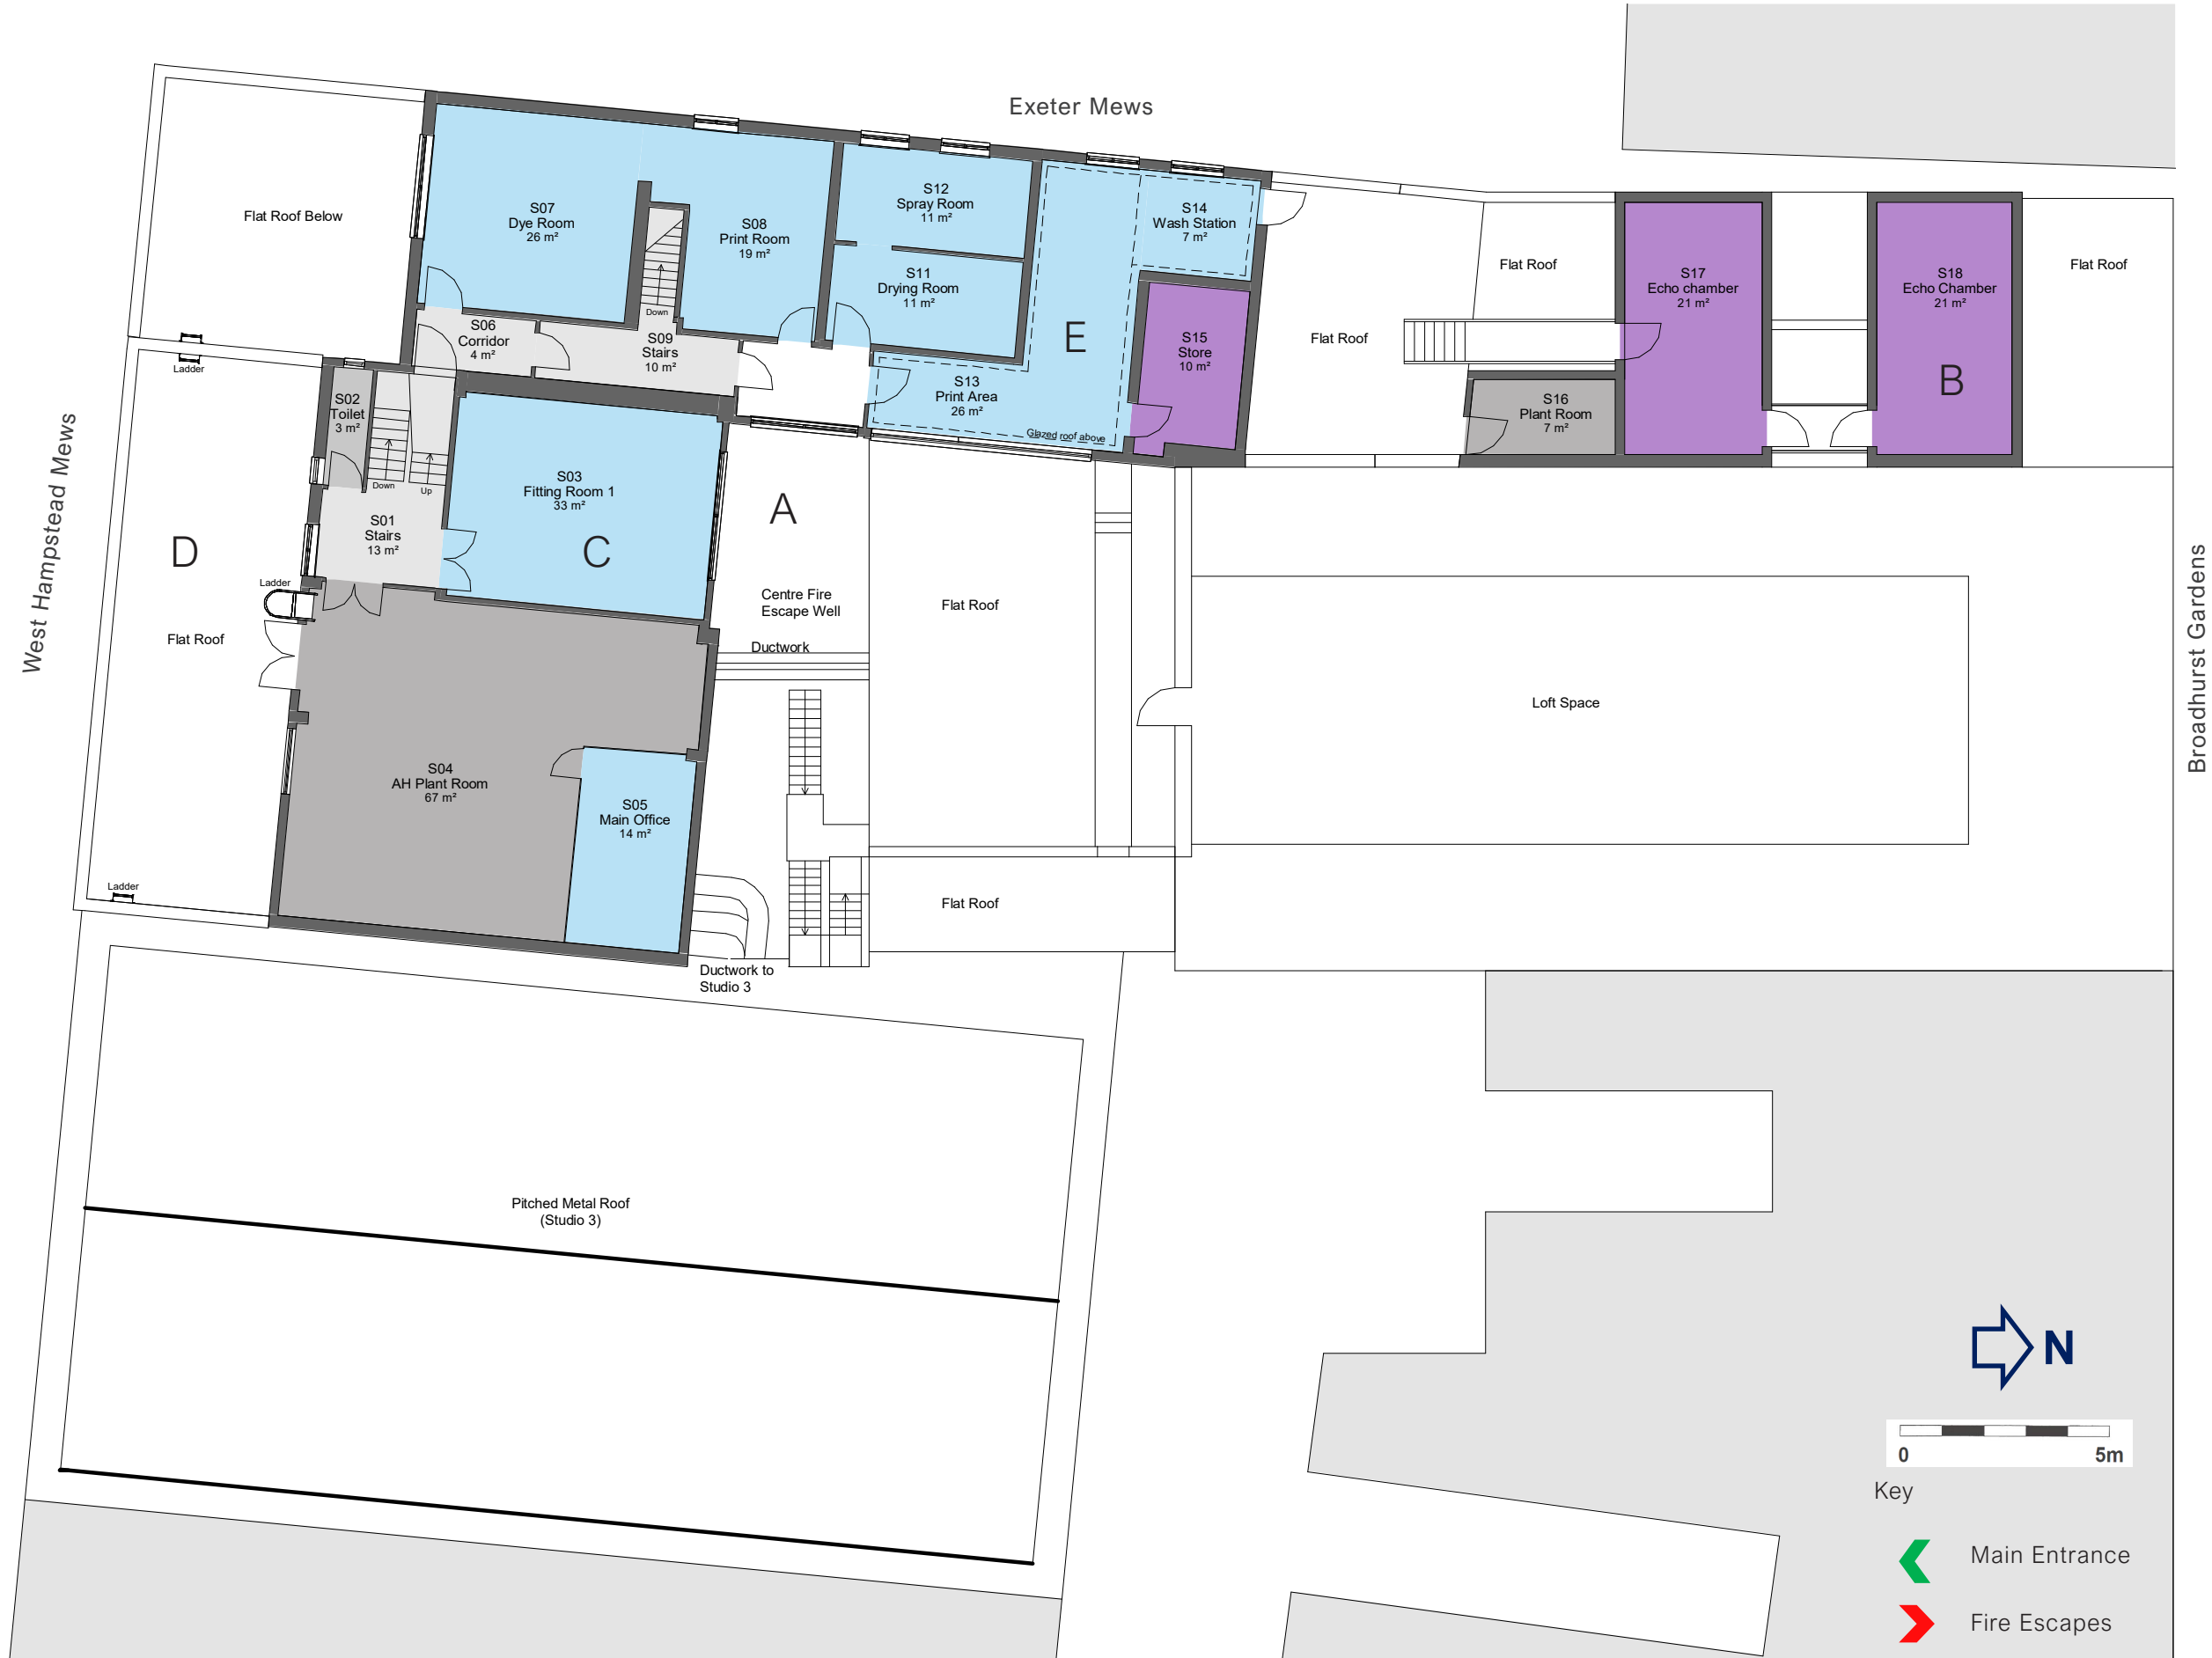 Exeter Mews
Flat Roof Below
S07
Dye Room
26 m²
S08
Print Room
19 m²
S12
Spray Room
11 m²
S14
Wash Station
7 m²
S11
Drying Room
11 m²
Down
S06
Corridor
4 m²
S09
Stairs
10 m²
E
S15
Store
10 m²
S13
Print Area
26 m²
Glazed roof above
Flat Roof
Flat Roof
S17
Echo chamber
21 m²
S18
Echo Chamber
21 m²
B
Flat Roof
S16
Plant Room
7 m²
Ladder
S02
Toilet
3 m²
Down
Up
S01
Stairs
13 m²
S03
Fitting Room 1
33 m²
C
A
D
West Hampstead Mews
Ladder
Flat Roof
Centre Fire
Escape Well
Ductwork
Flat Roof
Loft Space
Broadhurst Gardens
S04
AH Plant Room
67 m²
S05
Main Office
14 m²
Ladder
Flat Roof
Ductwork to
Studio 3
Pitched Metal Roof
(Studio 3)
N
0 5m
Key
Main Entrance
Fire Escapes